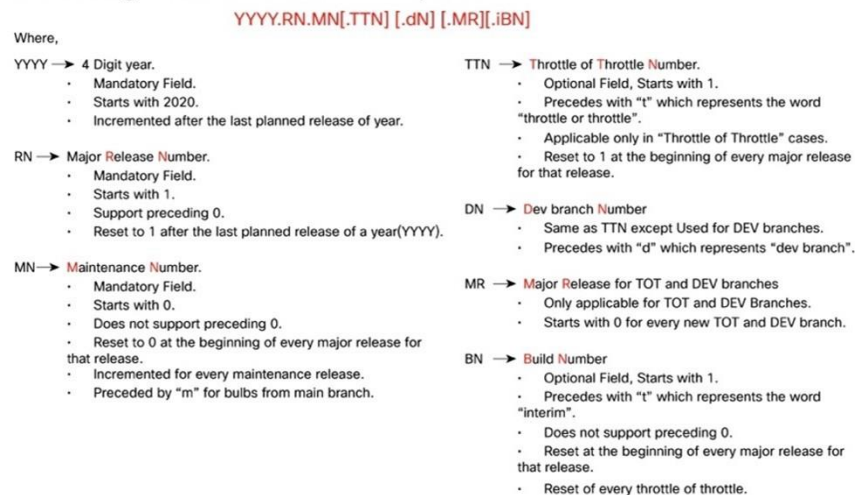 YYYY.RN.MN[.TTN] [.dN] [.MR][.iBN]
Where,
YYYY → 4 Digit year.
· Mandatory Field.
· Starts with 2020.
· Incremented after the last planned release of year.
RN → Major Release Number.
· Mandatory Field.
· Starts with 1.
· Support preceding 0.
· Reset to 1 after the last planned release of a year(YYYY).
MN → Maintenance Number.
· Mandatory Field.
· Starts with 0.
· Does not support preceding 0.
· Reset to 0 at the beginning of every major release for
that release.
· Incremented for every maintenance release.
· Preceded by “m” for bulbs from main branch.
TTN → Throttle of Throttle Number.
· Optional Field, Starts with 1.
· Precedes with “t” which represents the word
“throttle or throttle”.
· Applicable only in “Throttle of Throttle” cases.
· Reset to 1 at the beginning of every major release
for that release.
DN → Dev branch Number
· Same as TTN except Used for DEV branches.
· Precedes with “d” which represents “dev branch”.
MR → Major Release for TOT and DEV branches
· Only applicable for TOT and DEV Branches.
· Starts with 0 for every new TOT and DEV branch.
BN → Build Number
· Optional Field, Starts with 1.
· Precedes with “t” which represents the word
“interim”.
· Does not support preceding 0.
· Reset at the beginning of every major release for
that release.
· Reset of every throttle of throttle.